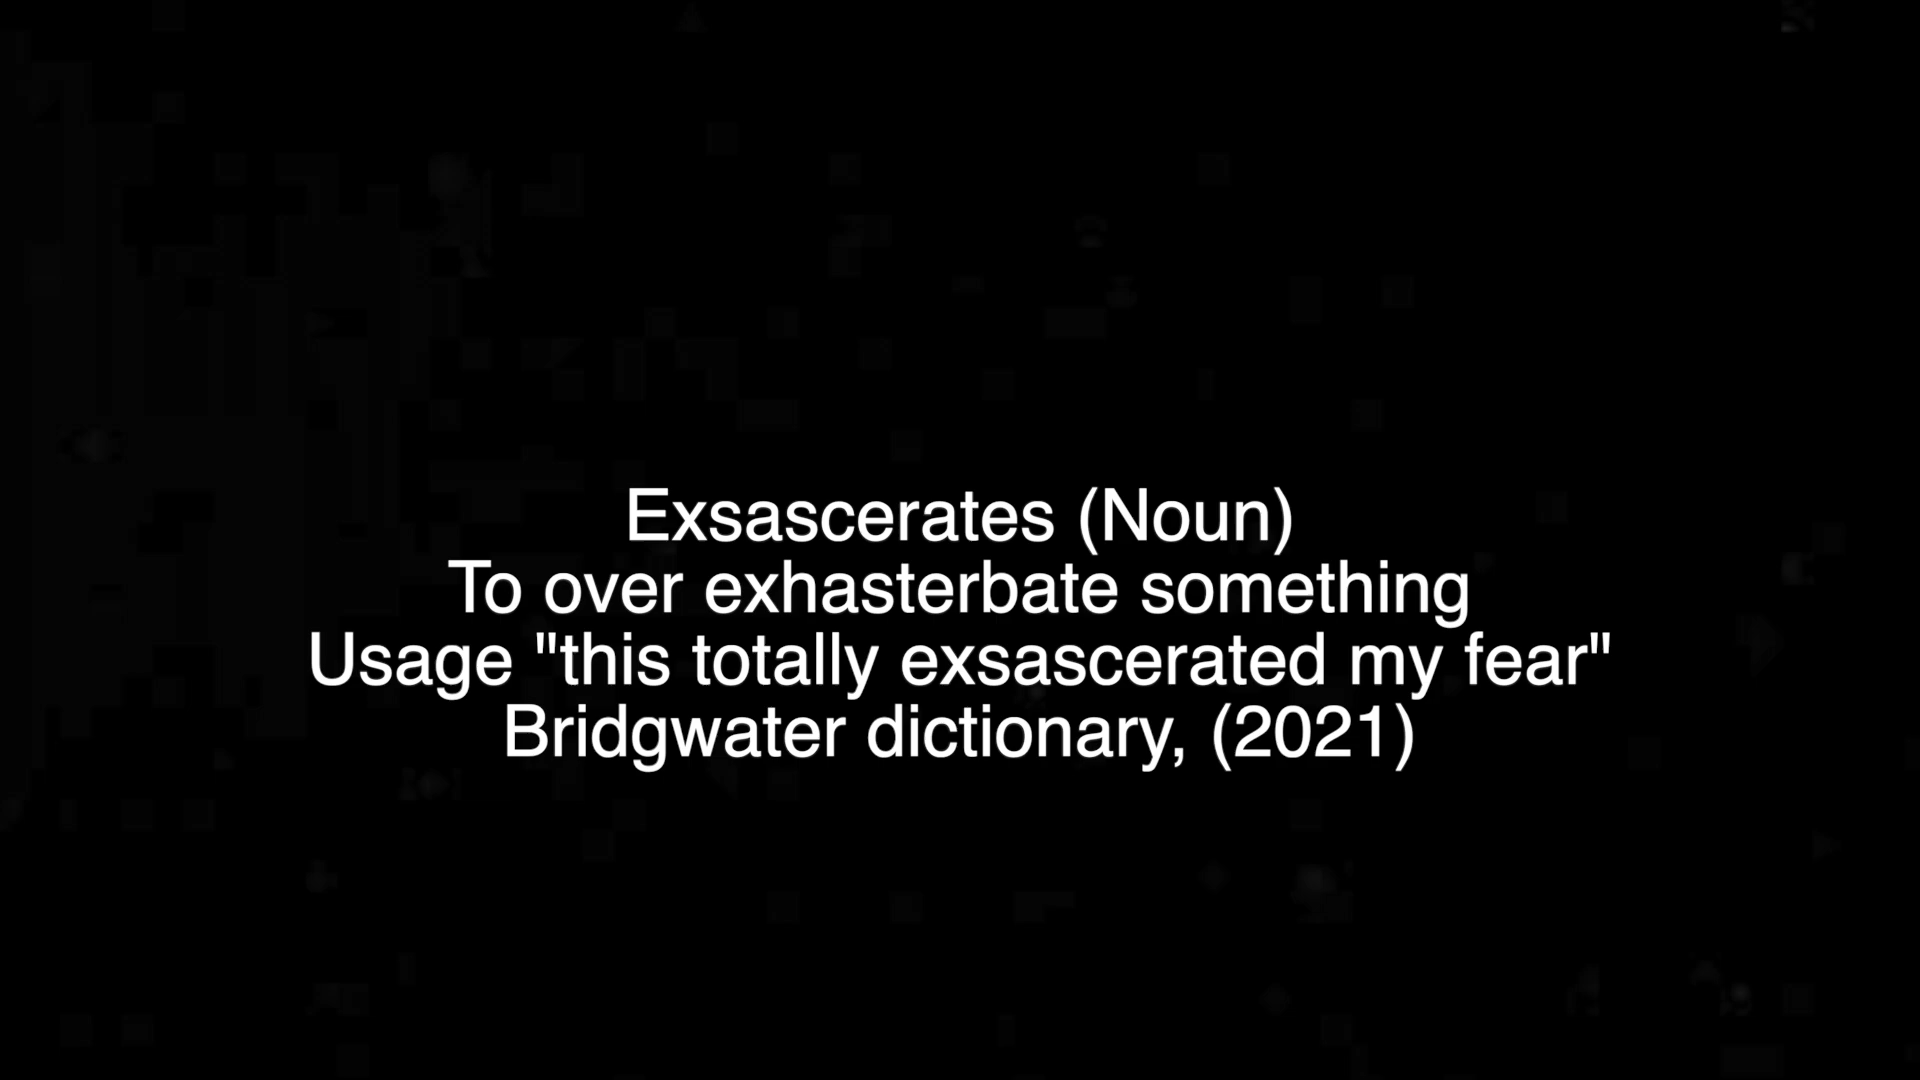 Exsascerates (Noun)
To over exhasterbate something
Usage "this totally exsascerated my fear"
Bridgwater dictionary, (2021)